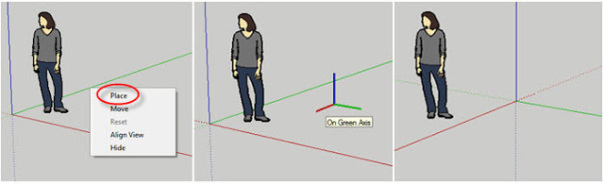 Place
Move
Reset
Align View
Hide
On Green Axis